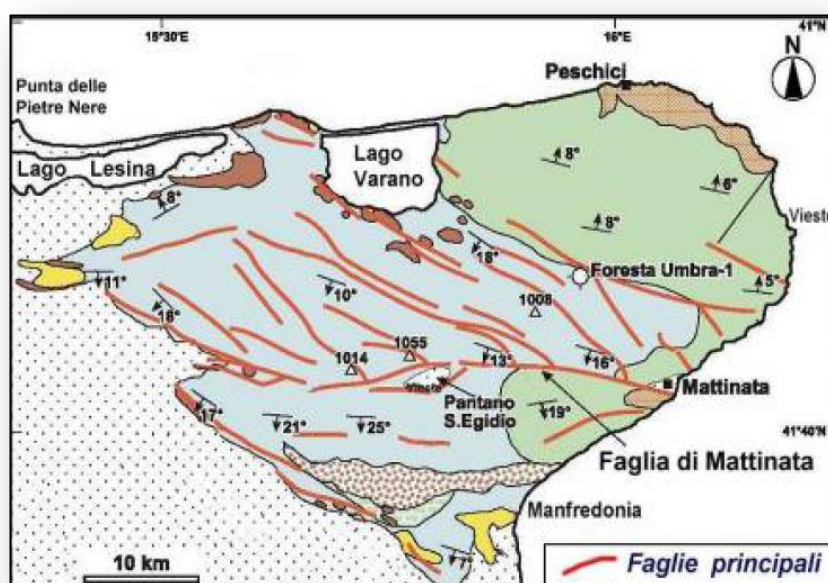 15°30'E
16°E
41°N
N
Punta delle
Pietre Nere
Peschici
Lago Lesina
Lago
Varano
Vieste
8°
6°
8°
8°
18°
Foresta Umbra-1
11°
10°
5°
1008
18°
1055
1014
13°
16°
Mattinata
Pantano
S.Egidio
19°
17°
21°
25°
41°40'
Faglia di Mattinata
Manfredonia
7°
10 km
Faglie principali